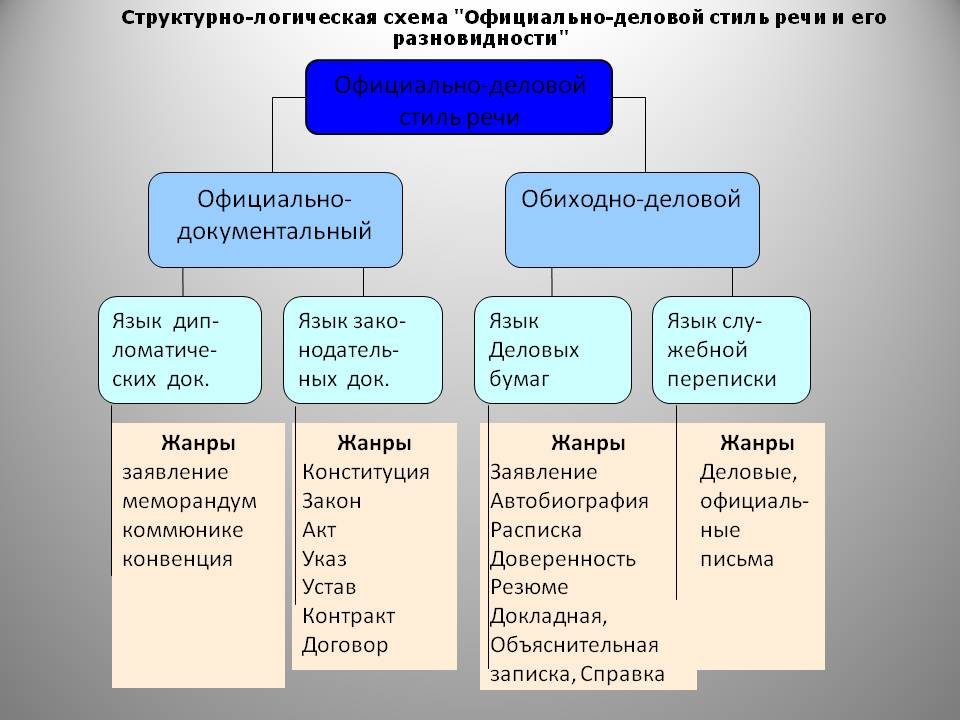 Структурно-логическая схема "Официально-деловой стиль речи и его
разновидности"
Официально-деловой
стиль речи
Официально-
документальный
Обиходно-деловой
Язык дип-
ломатиче-
ских док.
Язык зако-
нодатель-
ных док.
Язык
Деловых
бумаг
Язык слу-
жебной
переписки
Жанры
заявление
меморандум
коммюнике
конвенция
Жанры
Конституция
Закон
Акт
Указ
Устав
Контракт
Договор
Жанры
Заявление
Автобиография
Расписка
Доверенность
Резюме
Докладная,
Объяснительная
записка, Справка
Жанры
Деловые,
официаль-
ные
письма